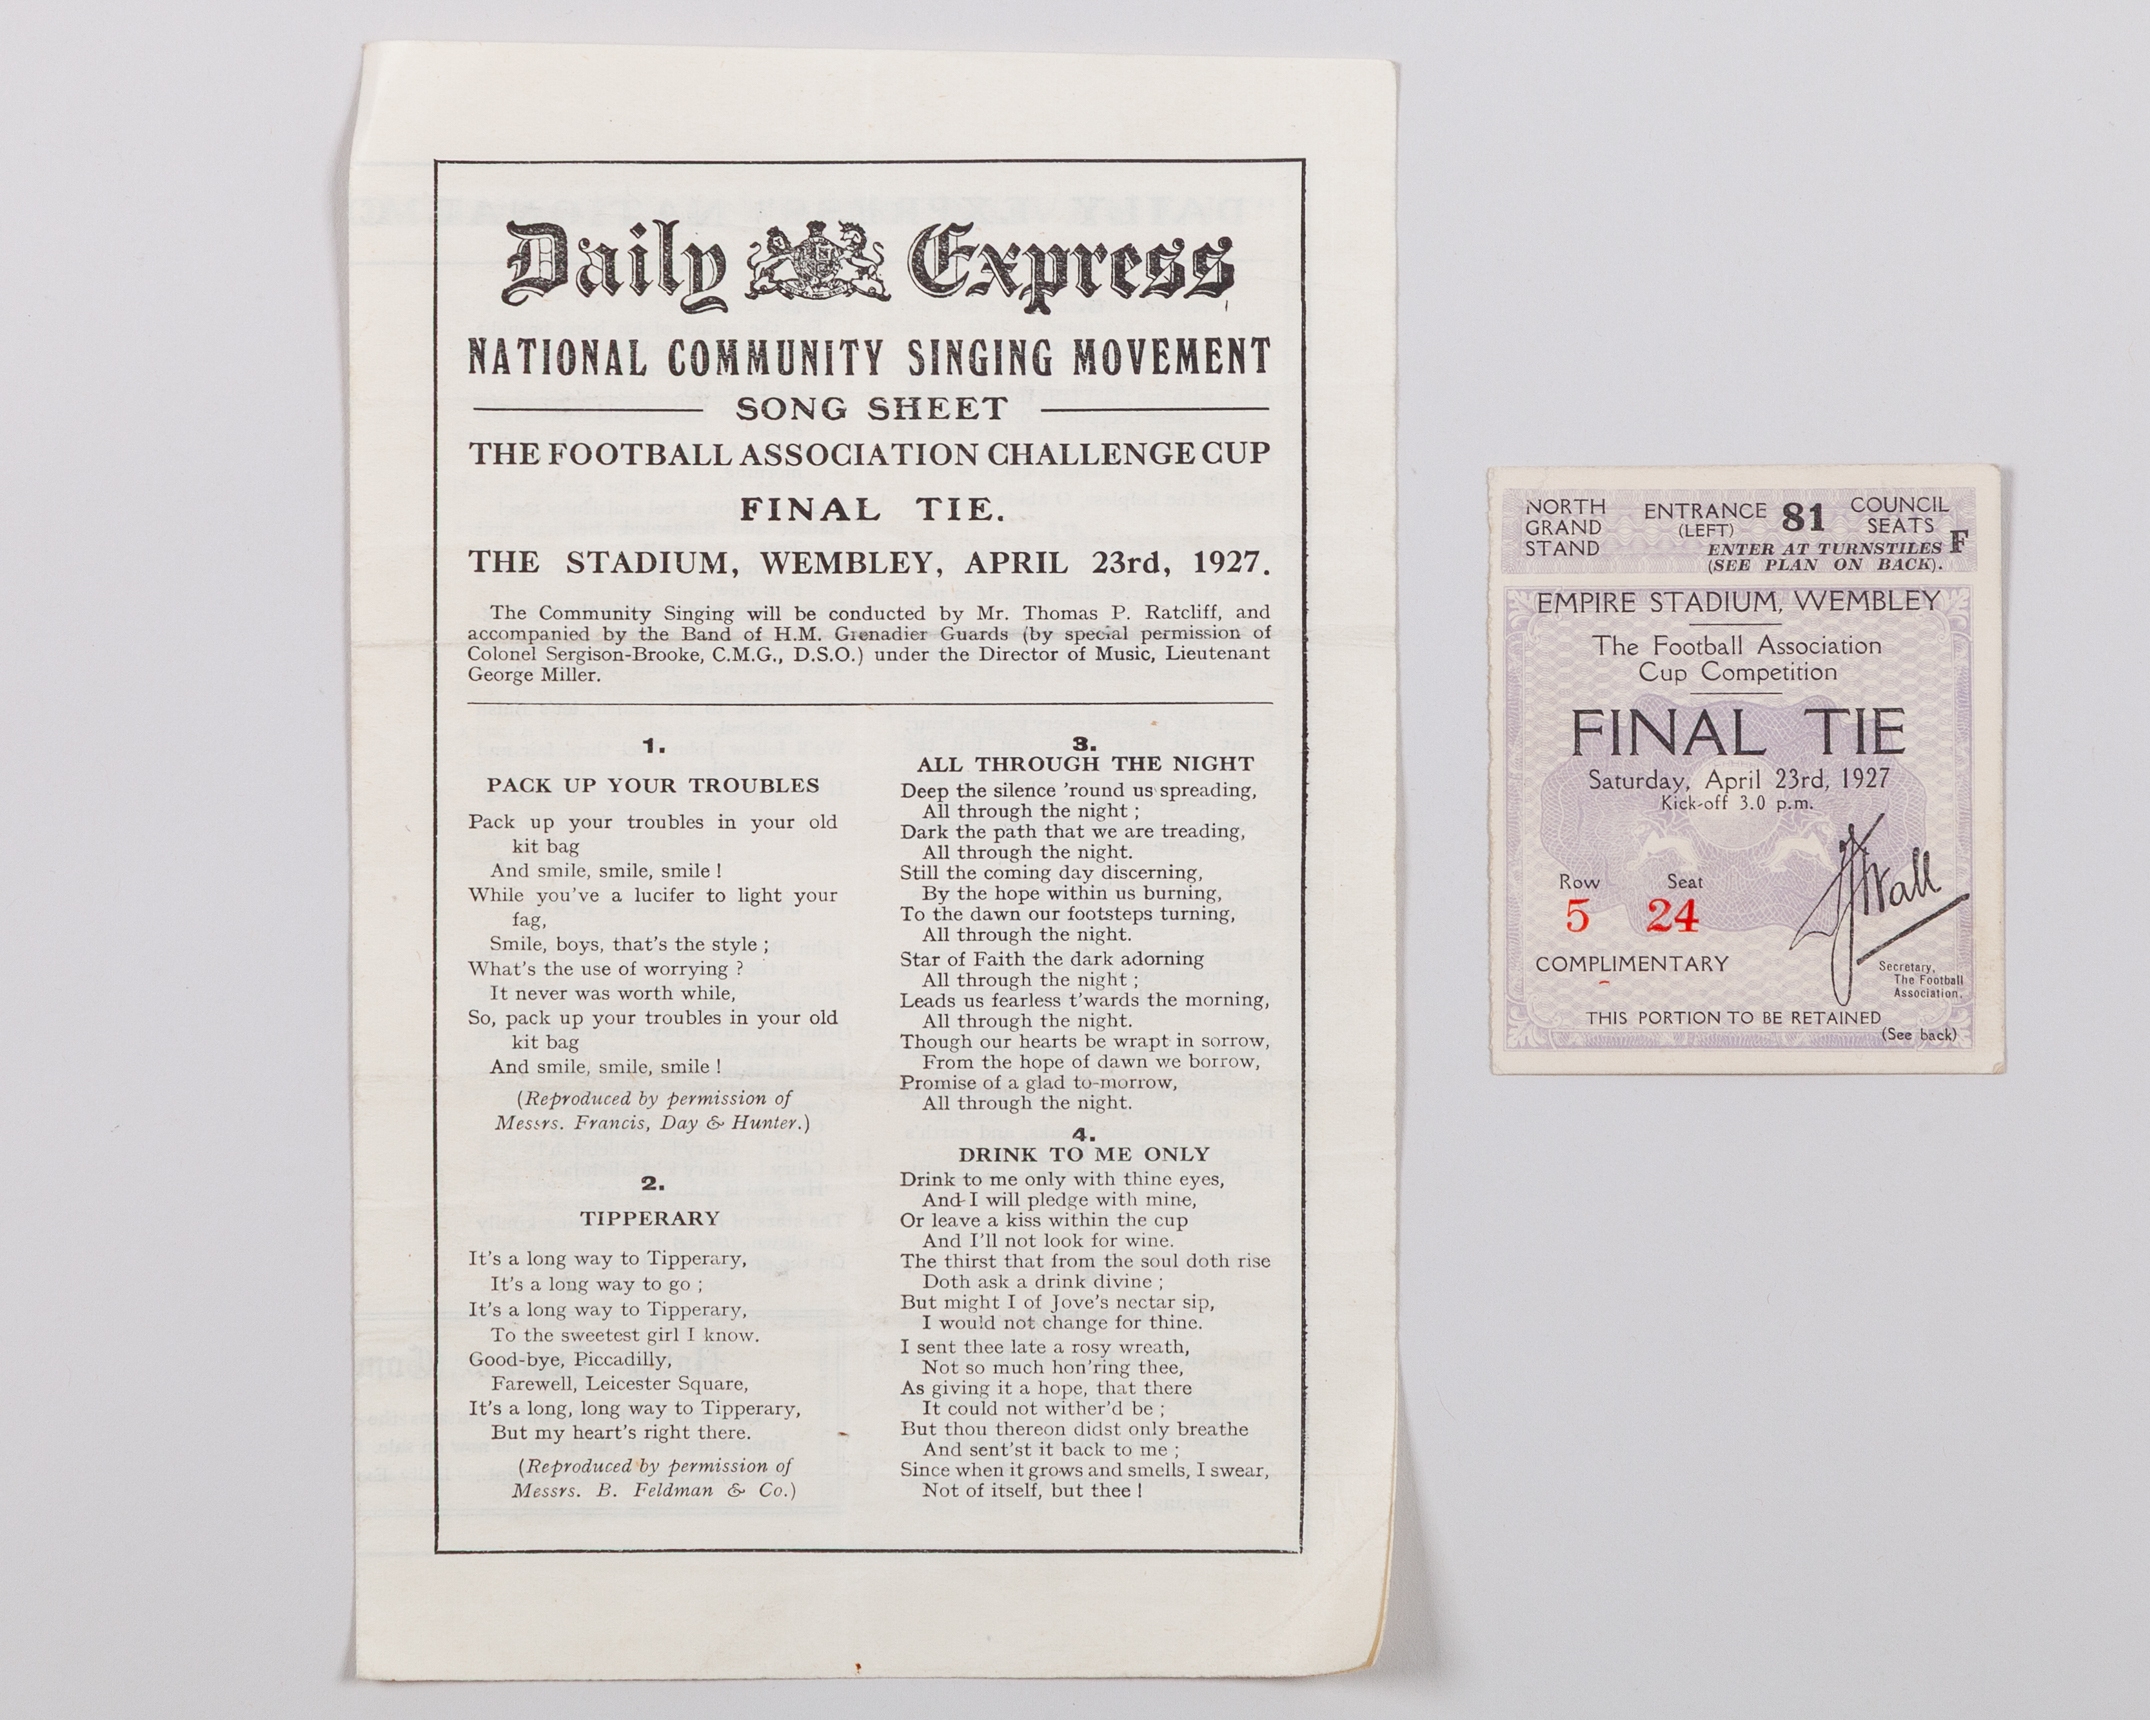 Daily Express
NATIONAL COMMUNITY SINGING MOVEMENT
SONG SHEET
THE FOOTBALL ASSOCIATION CHALLENGE CUP
FINAL TIE.
THE STADIUM, WEMBLEY, APRIL 23rd, 1927.
The Community Singing will be conducted by Mr. Thomas P. Ratcliff, and
accompanied by the Band of H.M. Grenadier Guards (by special permission of
Colonel Sergison-Brooke, C.M.G., D.S.O.) under the Director of Music, Lieutenant
George Miller.
1.
PACK UP YOUR TROUBLES
Pack up your troubles in your old
kit bag
And smile, smile, smile !
While you've a lucifer to light your
fag,
Smile, boys, that's the style ;
What's the use of worrying ?
It never was worth while,
So, pack up your troubles in your old
kit bag
And smile, smile, smile !
(Reproduced by permission of
Messrs. Francis, Day & Hunter.)
2.
TIPPERARY
It's a long way to Tipperary,
It's a long way to go ;
It's a long way to Tipperary,
To the sweetest girl I know.
Good-bye, Piccadilly,
Farewell, Leicester Square,
It's a long, long way to Tipperary,
But my heart's right there.
(Reproduced by permission of
Messrs. B. Feldman & Co.)
3.
ALL THROUGH THE NIGHT
Deep the silence 'round us spreading,
All through the night ;
Dark the path that we are treading,
All through the night.
Still the coming day discerning,
By the hope within us burning,
To the dawn our footsteps turning,
All through the night.
Star of Faith the dark adorning
All through the night ;
Leads us fearless t'wards the morning,
All through the night.
Though our hearts be wrapt in sorrow,
From the hope of dawn we borrow,
Promise of a glad to-morrow,
All through the night.
4.
DRINK TO ME ONLY
Drink to me only with thine eyes,
And I will pledge with mine,
Or leave a kiss within the cup
And I'll not look for wine.
The thirst that from the soul doth rise
Doth ask a drink divine ;
But might I of Jove's nectar sip,
I would not change for thine.
I sent thee late a rosy wreath,
Not so much hon'ring thee,
As giving it a hope, that there
It could not wither'd be ;
But thou thereon didst only breathe
And sent'st it back to me ;
Since when it grows and smells, I swear,
Not of itself, but thee !
NORTH GRAND STAND
ENTRANCE 81 (LEFT)
COUNCIL SEATS F
ENTER AT TURNSTILES
(SEE PLAN ON BACK).
EMPIRE STADIUM, WEMBLEY
The Football Association
Cup Competition
FINAL TIE
Saturday, April 23rd, 1927
Kick-off 3.0 p.m.
Row Seat
5 24
COMPLIMENTARY
Wall
Secretary,
The Football
Association.
THIS PORTION TO BE RETAINED
(See back)